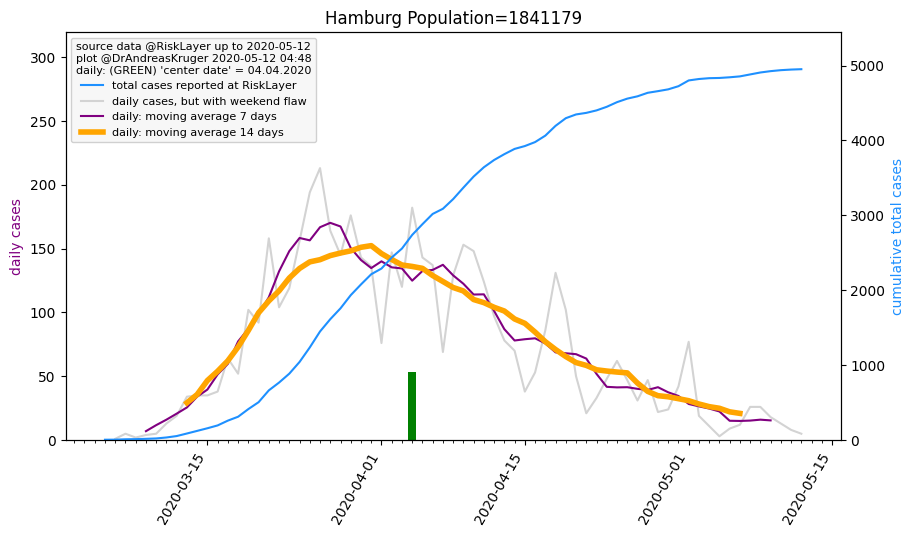 Hamburg Population=1841179
source data @RiskLayer up to 2020-05-12
plot @DrAndreasKruger 2020-05-12 04:48
daily: (GREEN) 'center date' = 04.04.2020
total cases reported at RiskLayer
daily cases, but with weekend flaw
daily: moving average 7 days
daily: moving average 14 days
daily cases
300
250
200
150
100
50
0
cumulative total cases
5000
4000
3000
2000
1000
0
2020-03-15
2020-04-01
2020-04-15
2020-05-01
2020-05-15